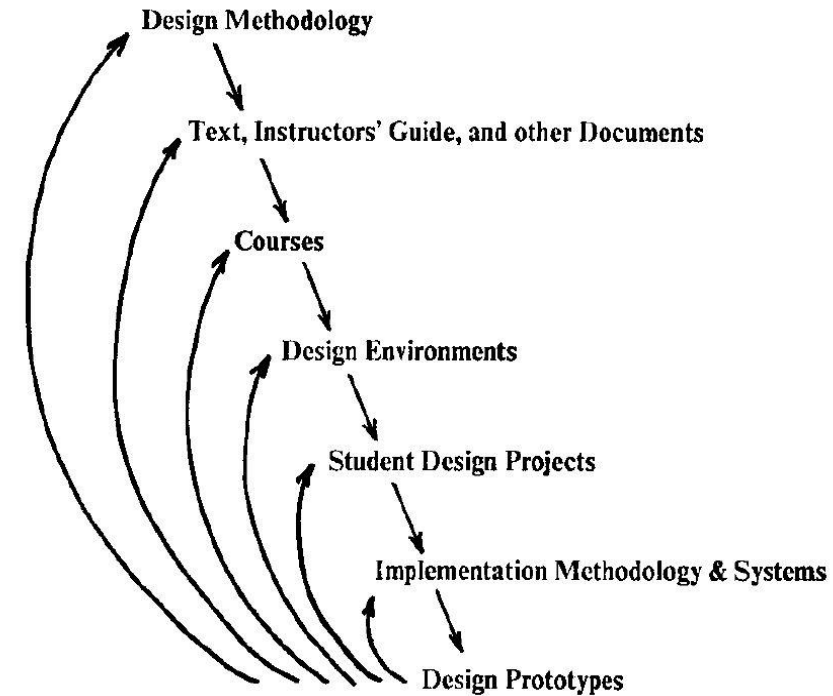 Design Methodology
Text, Instructors' Guide, and other Documents
Courses
Design Environments
Student Design Projects
Implementation Methodology & Systems
Design Prototypes